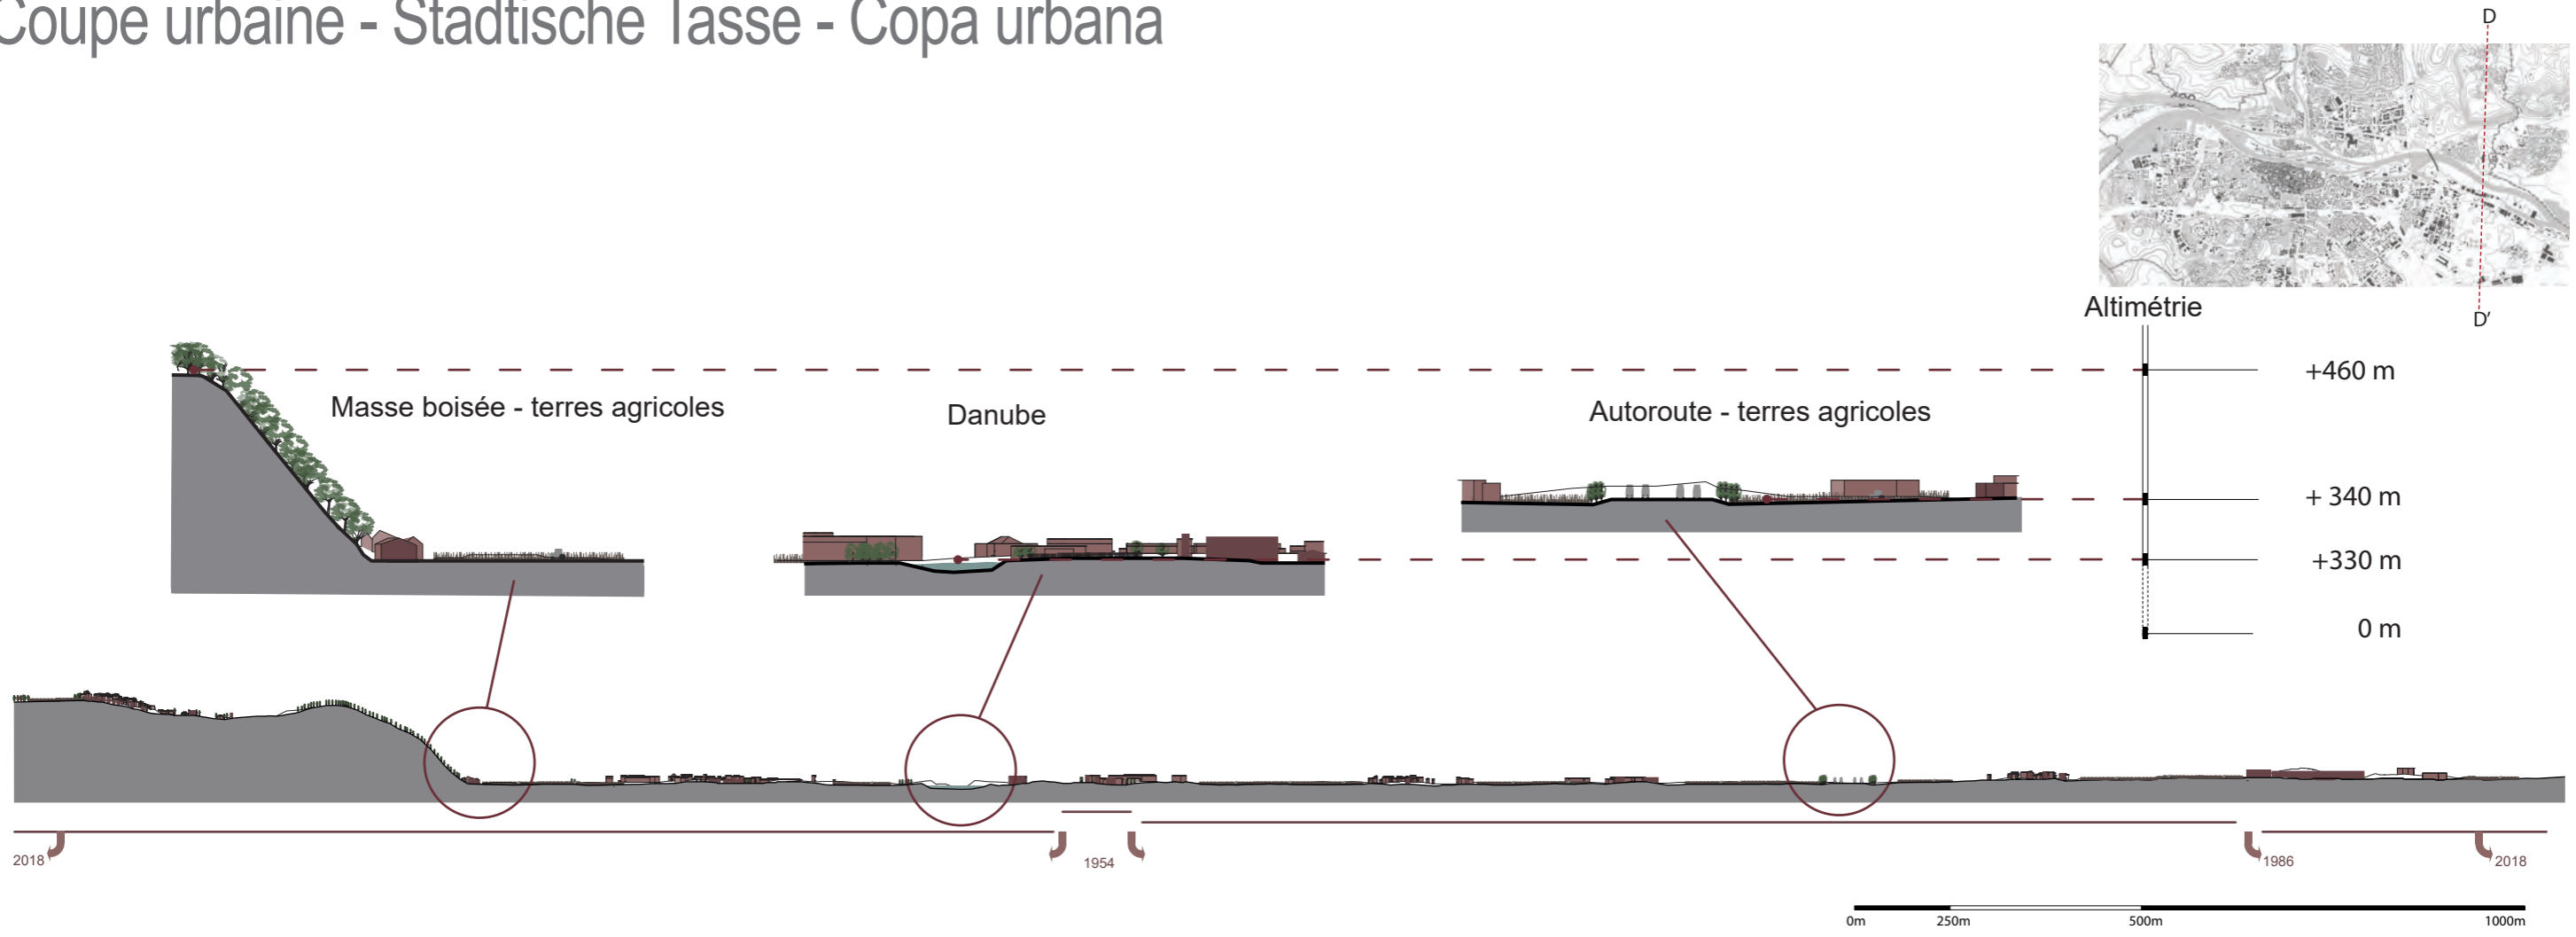 Coupe urbaine - Stadtische Tasse - Copa urbana
D
D'
Altimétrie
+460 m
Masse boisée - terres agricoles
Danube
Autoroute - terres agricoles
+ 340 m
+330 m
0 m
2018
1954
1986
2018
0m 250m 500m 1000m